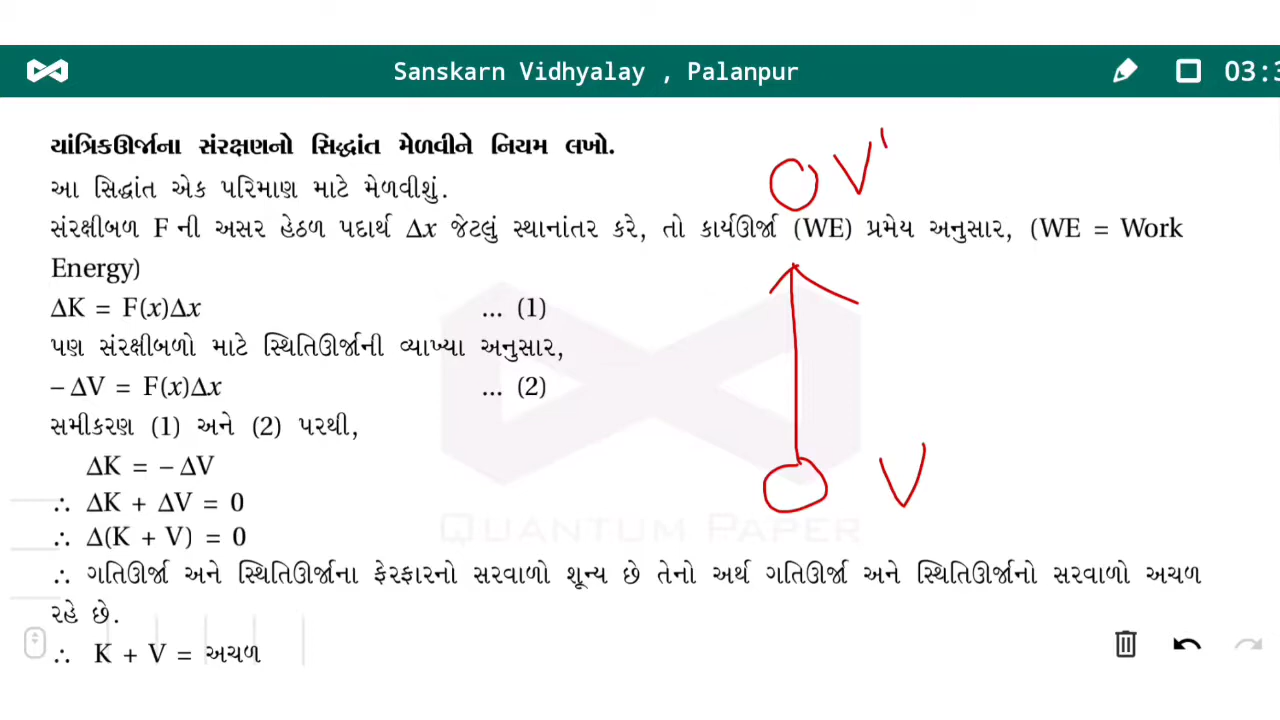 Sanskarn Vidhyalay , Palanpur
યાંત્રિકઊર્જાના સંરક્ષણનો સિદ્ધાંત મેળવીને નિયમ લખો.
V'
આ સિદ્ધાંત એક પરિમાણ માટે મેળવીશું.
સંરક્ષીબળ F ની અસર હેઠળ પદાર્થ Δx જેટલું સ્થાનાંતર કરે, તો કાર્યઊર્જા (WE) પ્રમેય અનુસાર, (WE = Work
Energy)
ΔK = F(x)Δx ... (1)
પણ સંરક્ષીબળો માટે સ્થિતિઊર્જાની વ્યાખ્યા અનુસાર,
– ΔV = F(x)Δx ... (2)
સમીકરણ (1) અને (2) પરથી,
ΔK = – ΔV
V
∴ ΔK + ΔV = 0
QUANTUM PAPER
∴ Δ(K + V) = 0
∴ ગતિઊર્જા અને સ્થિતિઊર્જાના ફેરફારનો સરવાળો શૂન્ય છે તેનો અર્થ ગતિઊર્જા અને સ્થિતિઊર્જાનો સરવાળો અચળ
રહે છે.
∴ K + V = અચળ